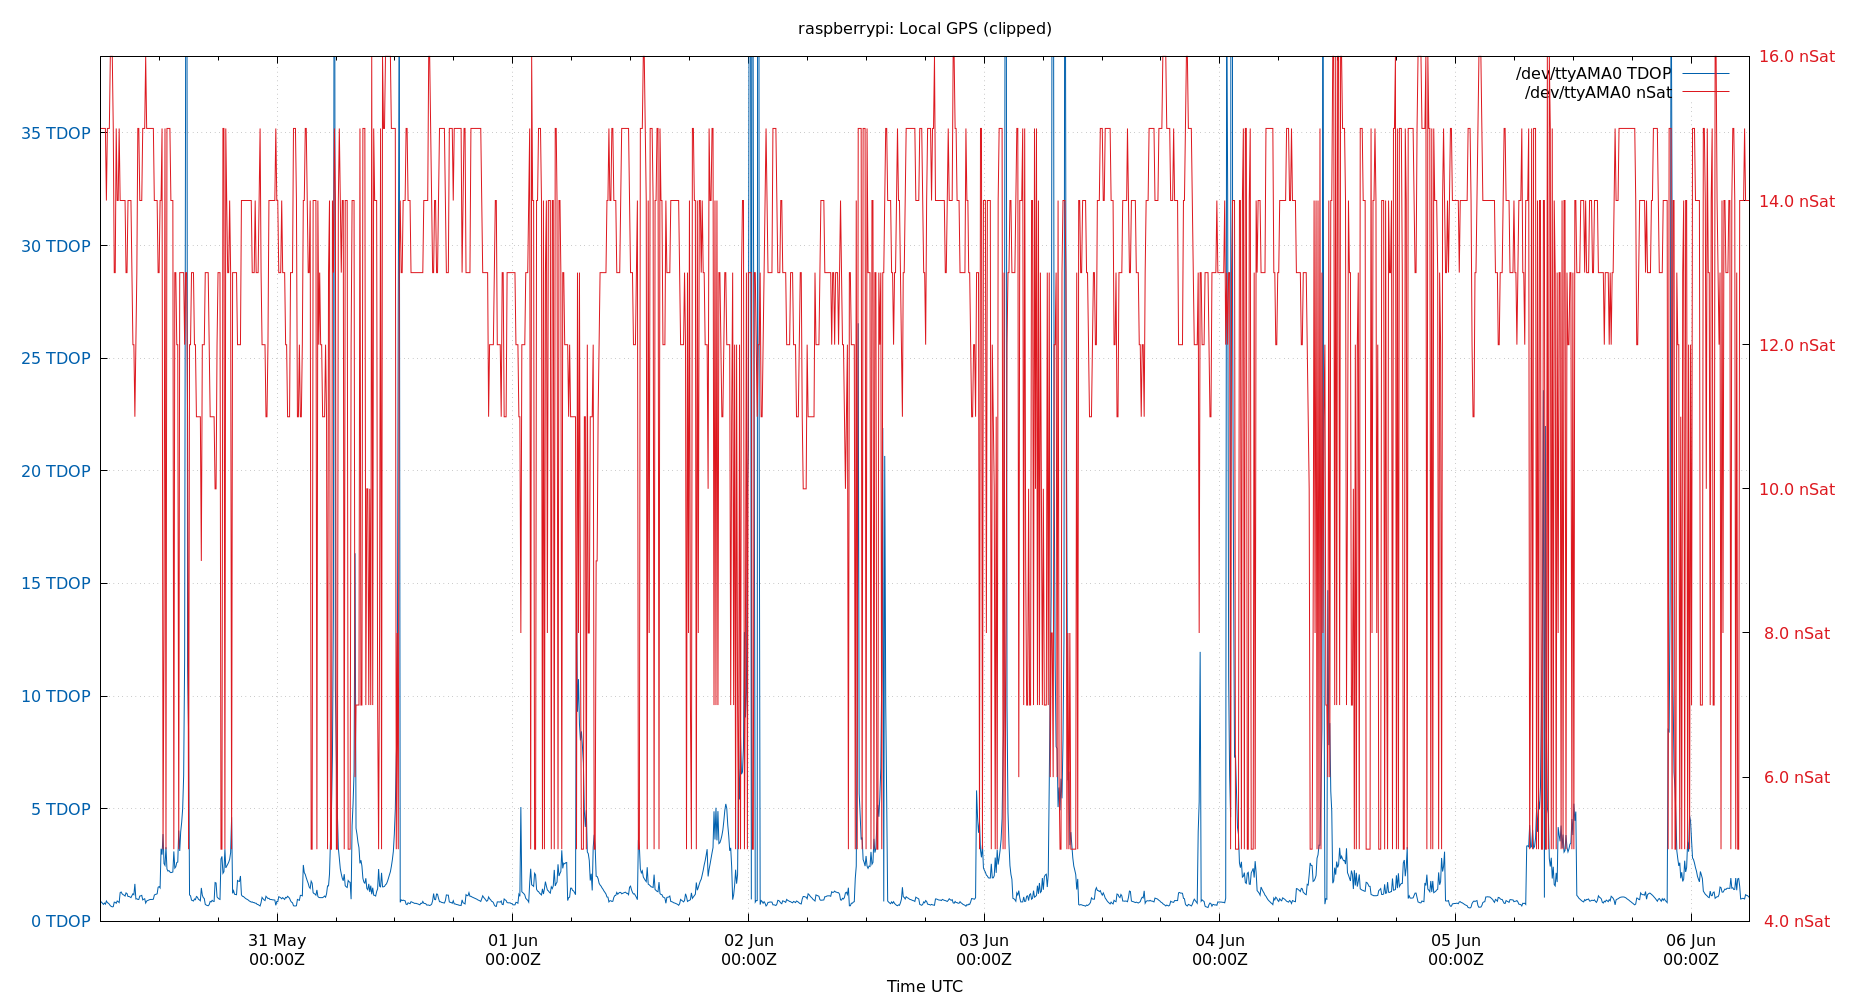 raspberrypi: Local GPS (clipped)
16.0 nSat
/dev/ttyAMA0 TDOP
/dev/ttyAMA0 nSat
35 TDOP
14.0 nSat
30 TDOP
12.0 nSat
25 TDOP
20 TDOP
10.0 nSat
15 TDOP
8.0 nSat
10 TDOP
6.0 nSat
5 TDOP
0 TDOP
4.0 nSat
31 May 01 Jun 02 Jun 03 Jun 04 Jun 05 Jun 06 Jun
00:00Z 00:00Z 00:00Z 00:00Z 00:00Z 00:00Z 00:00Z
Time UTC